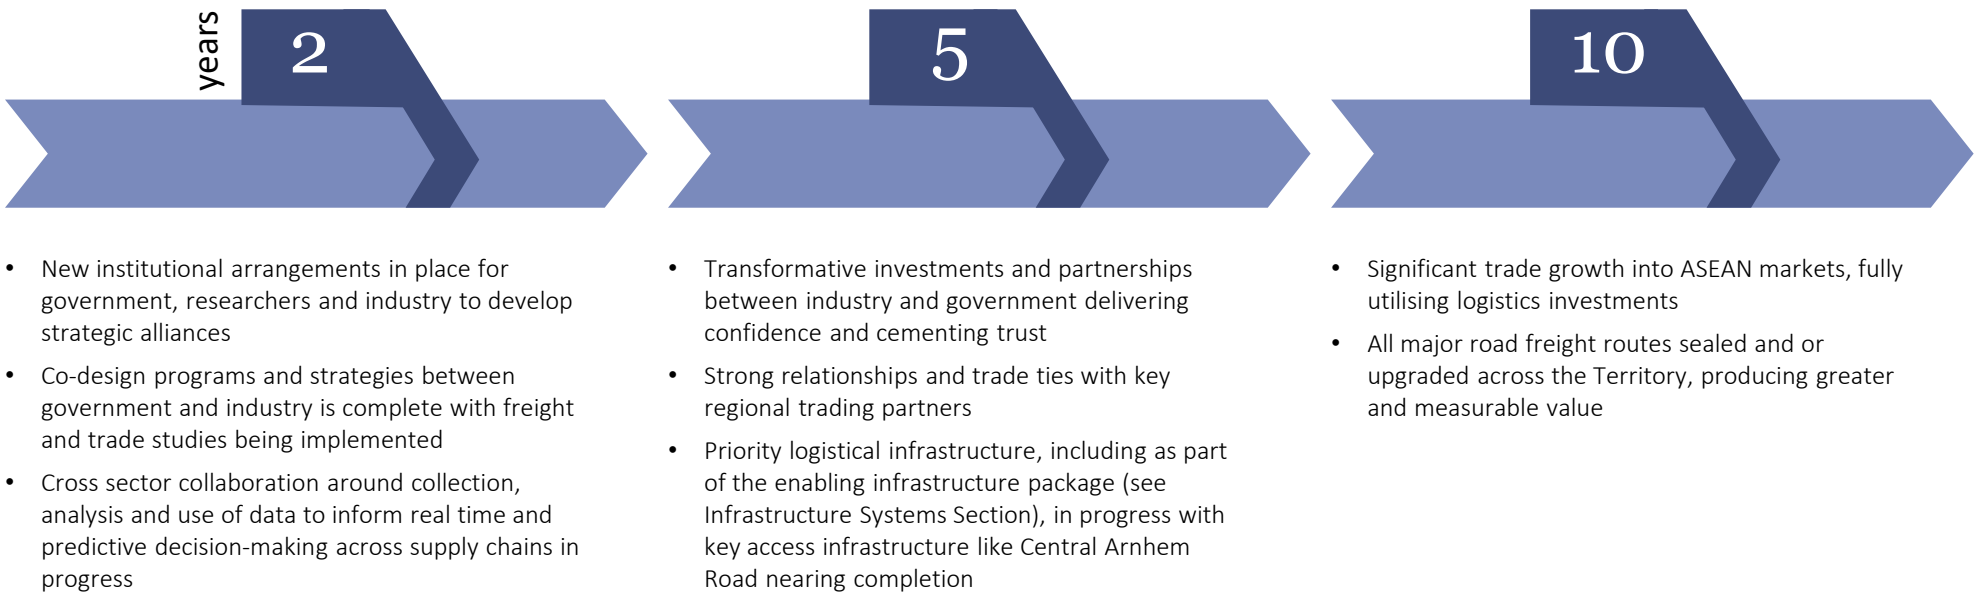 years
2
5
10
• New institutional arrangements in place for
government, researchers and industry to develop
strategic alliances
• Co-design programs and strategies between
government and industry is complete with freight
and trade studies being implemented
• Cross sector collaboration around collection,
analysis and use of data to inform real time and
predictive decision-making across supply chains in
progress
• Transformative investments and partnerships
between industry and government delivering
confidence and cementing trust
• Strong relationships and trade ties with key
regional trading partners
• Priority logistical infrastructure, including as part
of the enabling infrastructure package (see
Infrastructure Systems Section), in progress with
key access infrastructure like Central Arnhem
Road nearing completion
• Significant trade growth into ASEAN markets, fully
utilising logistics investments
• All major road freight routes sealed and or
upgraded across the Territory, producing greater
and measurable value